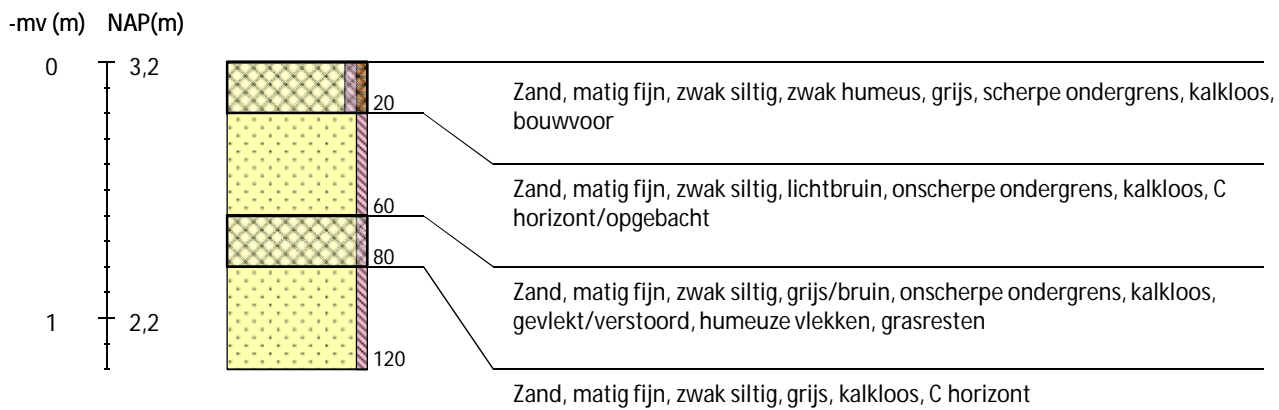 -mv (m) NAP(m)
0 3,2
20
Zand, matig fijn, zwak siltig, zwak humeus, grijs, scherpe ondergrens, kalkloos,
bouwvoor
Zand, matig fijn, zwak siltig, lichtbruin, onscherpe ondergrens, kalkloos, C
horizont/opgebacht
60
80
Zand, matig fijn, zwak siltig, grijs/bruin, onscherpe ondergrens, kalkloos,
gevlekt/verstoord, humeuze vlekken, grasresten
1 2,2
120
Zand, matig fijn, zwak siltig, grijs, kalkloos, C horizont